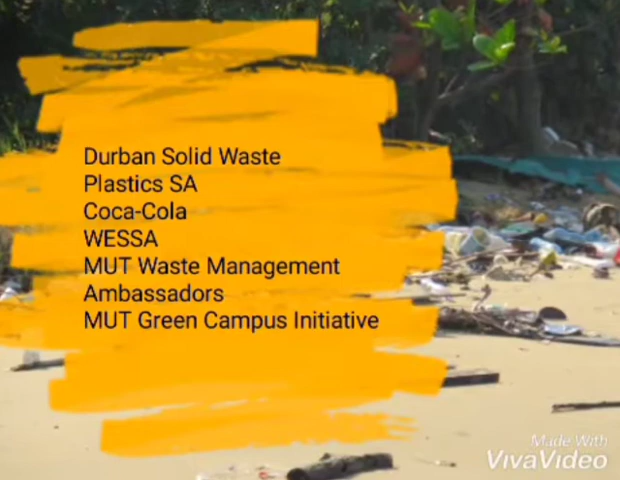 Durban Solid Waste
Plastics SA
Coca-Cola
WESSA
MUT Waste Management
Ambassadors
MUT Green Campus Initiative
Made With
VivaVideo